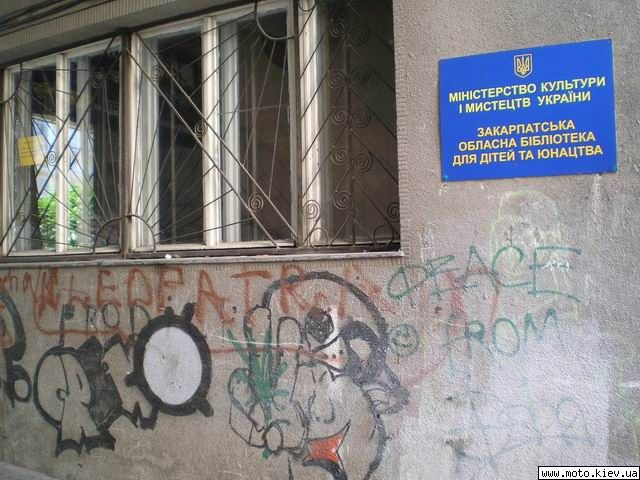 МІНІСТЕРСТВО КУЛЬТУРИ
І МИСТЕЦТВ УКРАЇНИ
ЗАКАРПАТСЬКА
ОБЛАСНА БІБЛІОТЕКА
ДЛЯ ДІТЕЙ ТА ЮНАЦТВА
PEACE
FROM
www.moto.kiev.ua